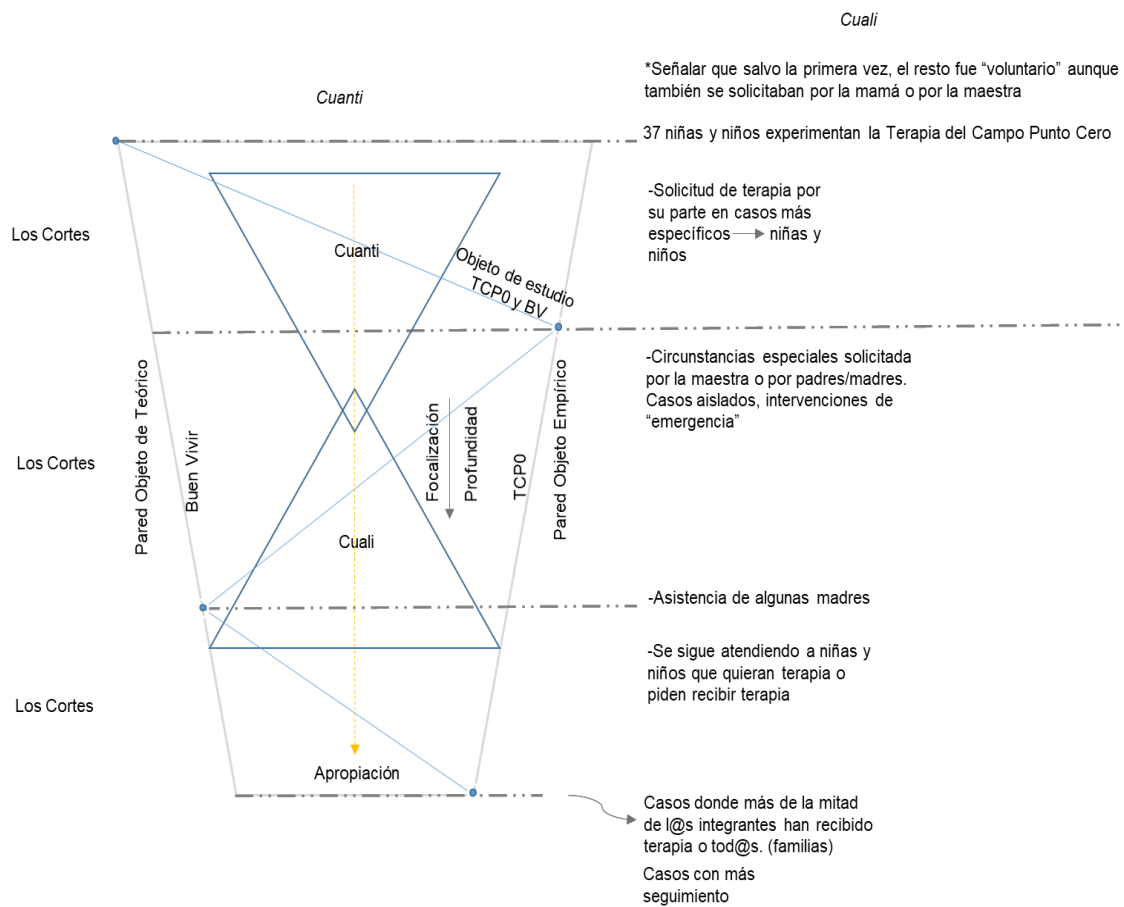 Cuali
*Señalar que salvo la primera vez, el resto fue “voluntario” aunque
también se solicitaban por la mamá o por la maestra
Cuanti
37 niñas y niños experimentan la Terapia del Campo Punto Cero
-Solicitud de terapia por
su parte en casos más
específicos niñas y
niños
Los Cortes
Cuanti
Objeto de estudio
TCP0 y BV
-Circunstancias especiales solicitada
por la maestra o por padres/madres.
Casos aislados, intervenciones de
“emergencia”
Los Cortes
Pared Objeto de Teórico
Buen Vivir
Focalización
Profundidad
TCP0
Pared Objeto Empírico
Cuali
-Asistencia de algunas madres
-Se sigue atendiendo a niñas y
niños que quieran terapia o
piden recibir terapia
Los Cortes
Apropiación
Casos donde más de la mitad
de l@s integrantes han recibido
terapia o tod@s. (familias)
Casos con más
seguimiento